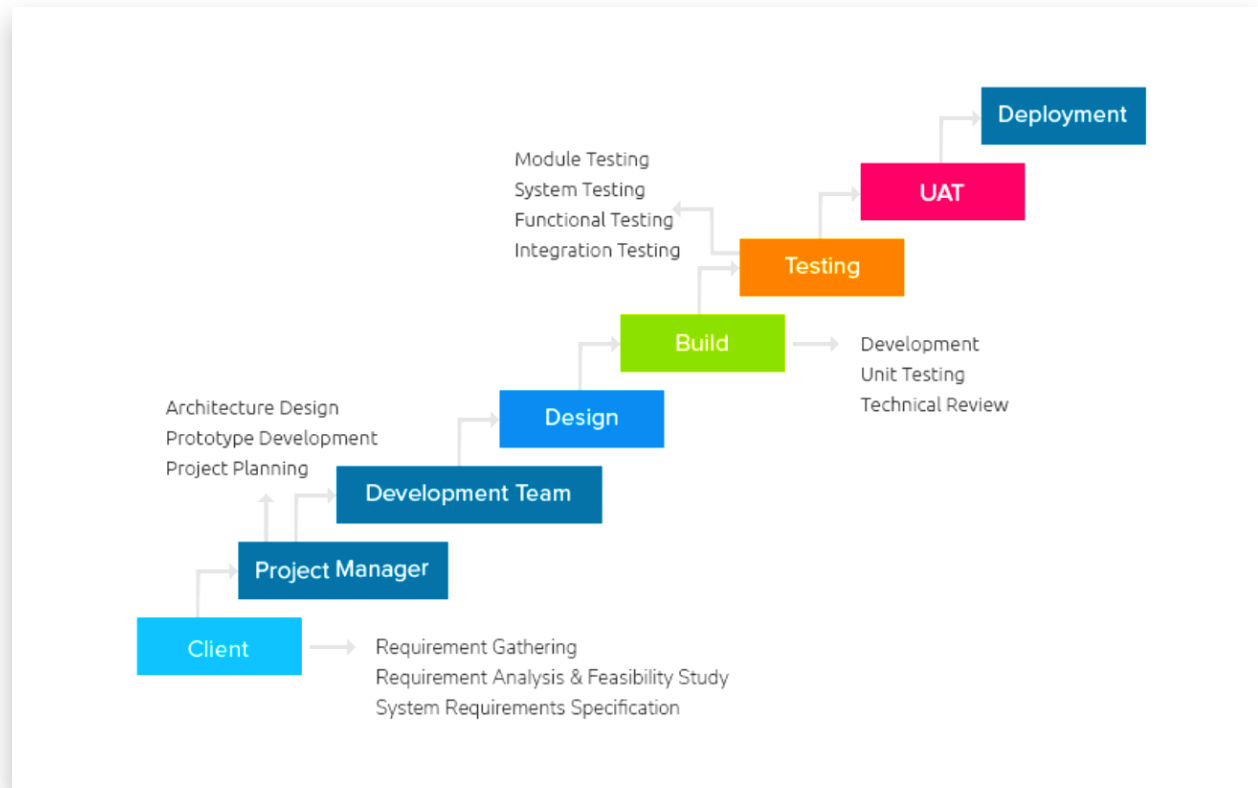 Deployment
Module Testing
System Testing
Functional Testing
Integration Testing
UAT
Testing
Build
Development
Unit Testing
Technical Review
Design
Architecture Design
Prototype Development
Project Planning
Development Team
Project Manager
Client
Requirement Gathering
Requirement Analysis & Feasibility Study
System Requirements Specification